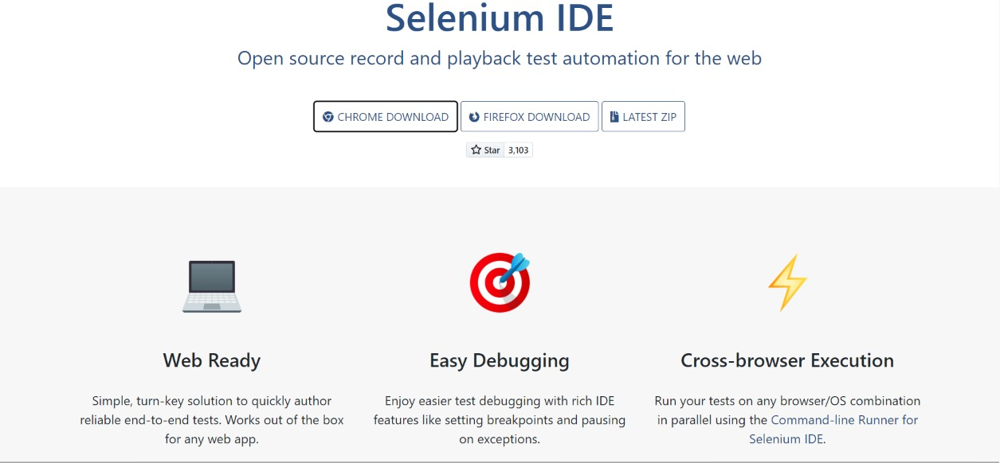 Selenium IDE
Open source record and playback test automation for the web
CHROME DOWNLOAD
FIREFOX DOWNLOAD
LATEST ZIP
Star 3,103
Web Ready
Simple, turn-key solution to quickly author
reliable end-to-end tests. Works out of the box
for any web app.
Easy Debugging
Enjoy easier test debugging with rich IDE
features like setting breakpoints and pausing
on exceptions.
Cross-browser Execution
Run your tests on any browser/OS combination
in parallel using the Command-line Runner for
Selenium IDE.